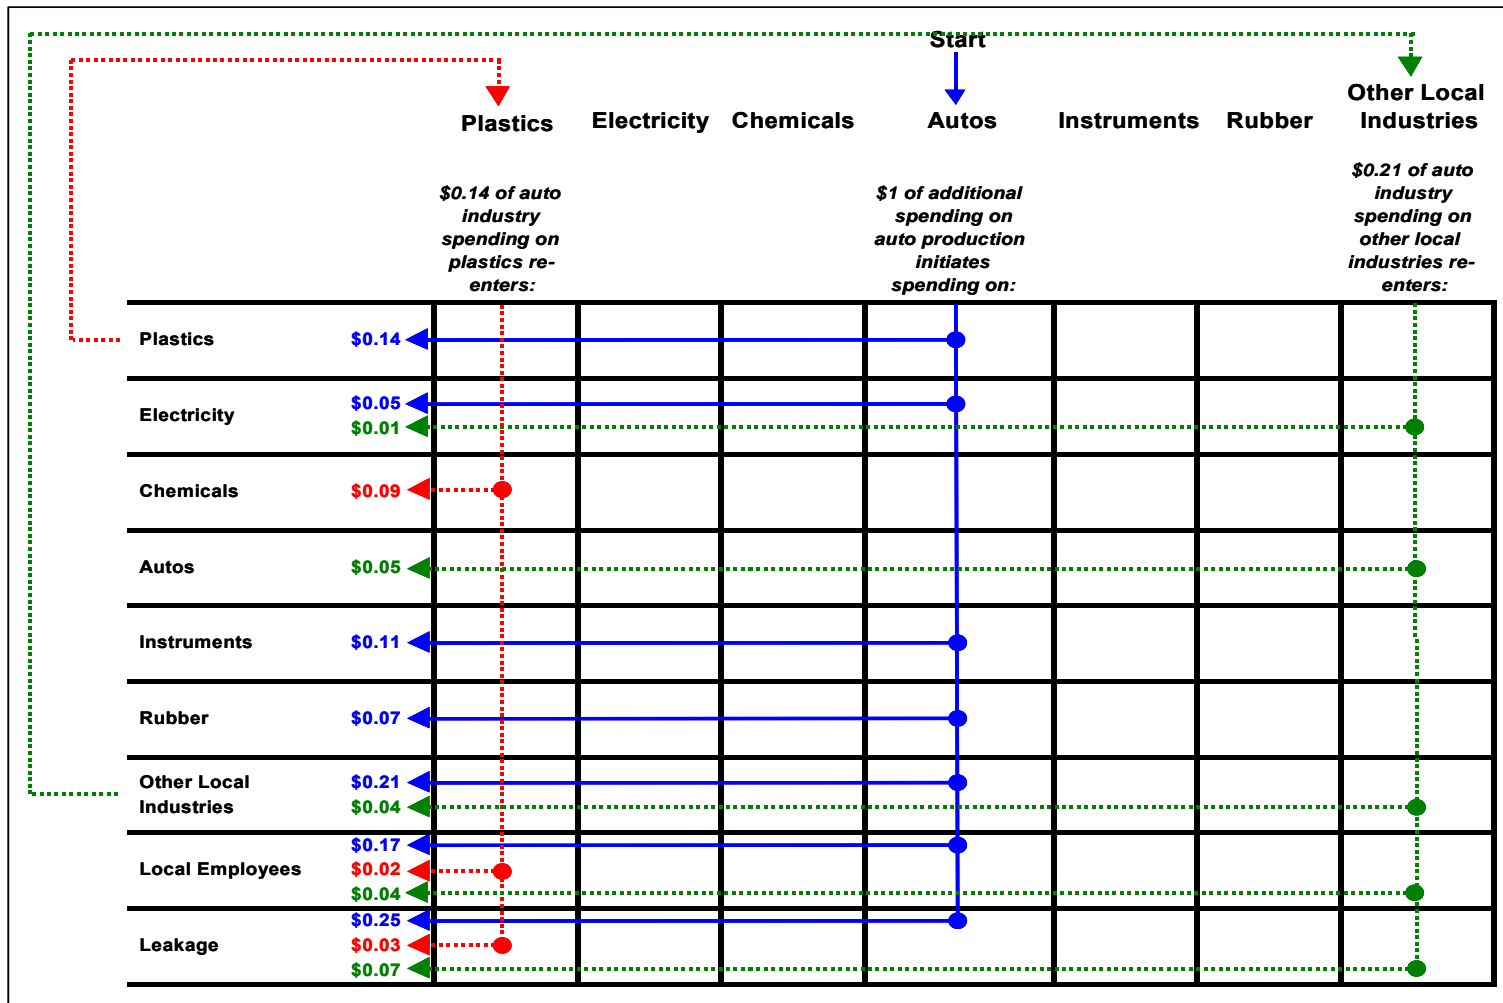 Start
Plastics
Electricity
Chemicals
Autos
Instruments
Rubber
Other Local
Industries
$0.14 of auto
industry
spending on
plastics re-
enters:
$1 of additional
spending on
auto production
initiates
spending on:
$0.21 of auto
industry
spending on
other local
industries re-
enters:
Plastics $0.14
Electricity
$0.05
$0.01
Chemicals $0.09
Autos $0.05
Instruments $0.11
Rubber $0.07
Other Local
Industries
$0.21
$0.04
Local Employees
$0.17
$0.02
$0.04
Leakage
$0.25
$0.03
$0.07